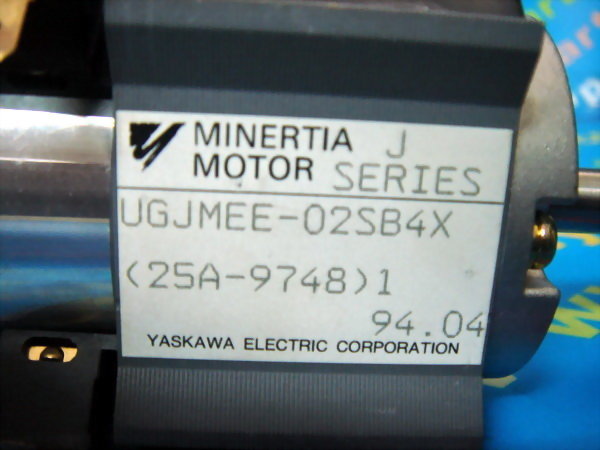 MINERTIA J
MOTOR SERIES
UGJMEE-02SB4X
(25A-9748)1
94.04
YASKAWA ELECTRIC CORPORATION